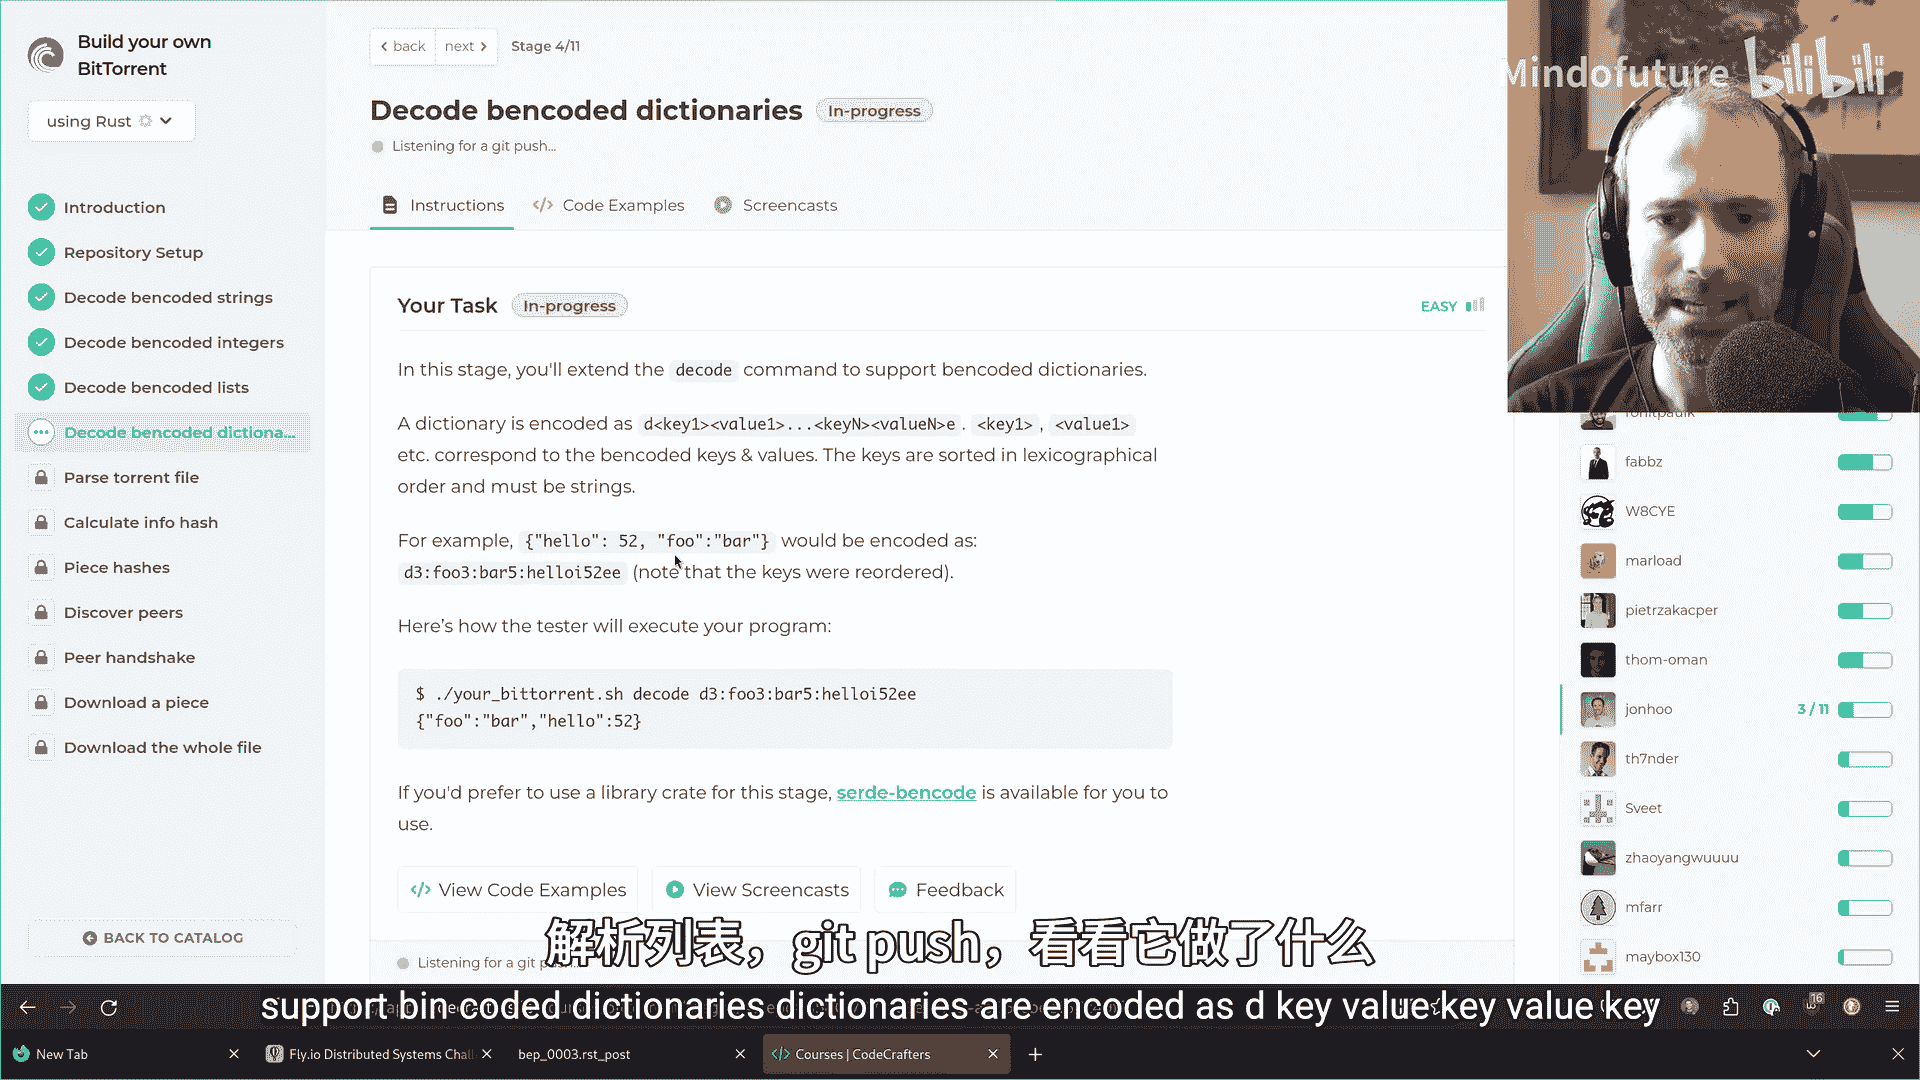 Build your own
BitTorrent
using Rust
Introduction
Repository Setup
Decode bencoded strings
Decode bencoded integers
Decode bencoded lists
Decode bencoded dictiona...
Parse torrent file
Calculate info hash
Piece hashes
Discover peers
Peer handshake
Download a piece
Download the whole file
BACK TO CATALOG
back next Stage 4/11
Decode bencoded dictionaries In-progress
Listening for a git push...
Instructions Code Examples Screencasts
Your Task In-progress EASY
In this stage, you'll extend the decode command to support bencoded dictionaries.
A dictionary is encoded as d<key1><value1>...<keyN><valueN>e . <key1> , <value1>
etc. correspond to the bencoded keys & values. The keys are sorted in lexicographical
order and must be strings.
For example, {"hello": 52, "foo":"bar"} would be encoded as:
d3:foo3:bar5:helloi52ee (note that the keys were reordered).
Here's how the tester will execute your program:
$ ./your_bittorrent.sh decode d3:foo3:bar5:helloi52ee
{"foo":"bar","hello":52}
If you'd prefer to use a library crate for this stage, serde-bencode is available for you to
use.
View Code Examples View Screencasts Feedback
Listening for a git
Mindofuture bilibili
fabbz
W8CYE
marload
pietrzakacper
thom-oman
jonhoo 3 / 11
th7nder
Sveet
zhaoyangwuuuu
mfarr
maybox130
解析列表，git push，看看它做了什么
support bin coded dictionaries dictionaries are encoded as d key value key value key
16
New Tab
Fly.io Distributed Systems Chal
bep_0003.rst_post
Courses | CodeCrafters